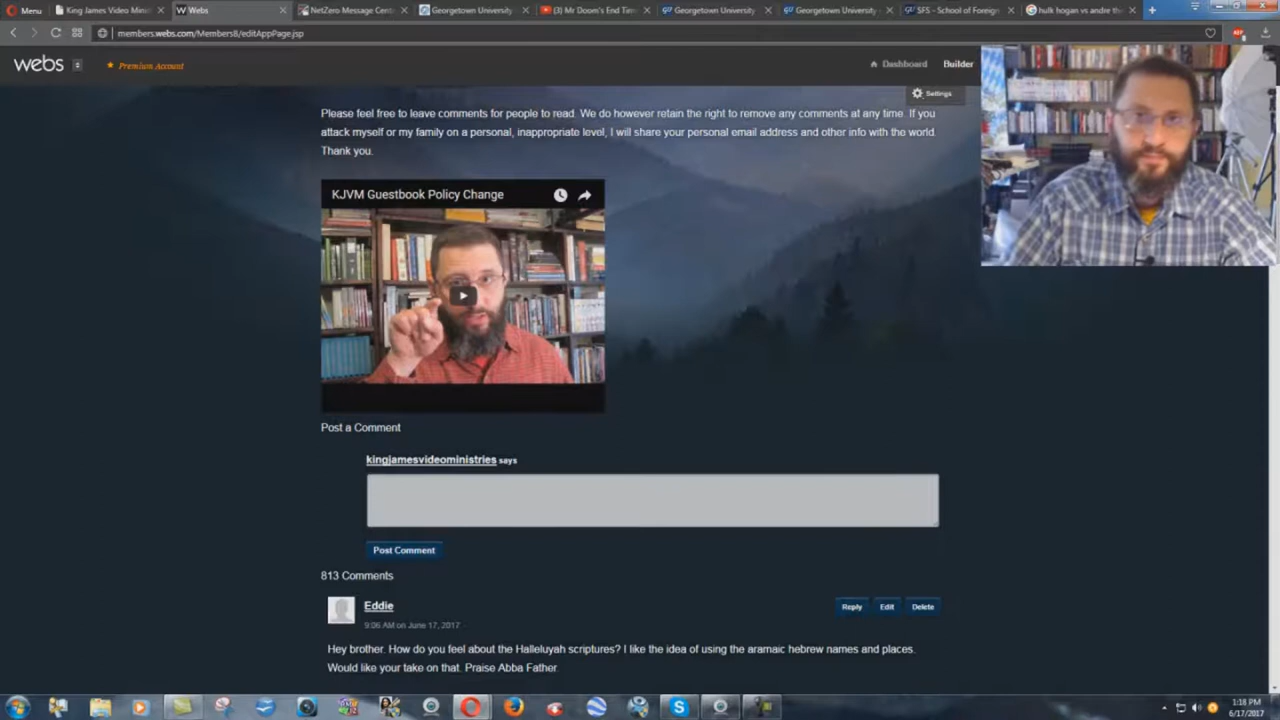 Menu
King James Video Minis
Webs
NetZero Message Cent
Georgetown University
(3) Mr Doom's End Tim
Georgetown University
Georgetown University
SFS - School of Foreign
hulk hogan vs andre th
members.webs.com/Members8/editAppPage.jsp
webs
Premium Account
Dashboard
Builder
Settings
Please feel free to leave comments for people to read. We do however retain the right to remove any comments at any time. If you
attack myself or my family on a personal, inappropriate level, I will share your personal email address and other info with the world.
Thank you.
KJVM Guestbook Policy Change
Post a Comment
kingjamesvideoministries says
Post Comment
813 Comments
Eddie
Reply Edit Delete
9:06 AM on June 17, 2017
Hey brother. How do you feel about the Halleluyah scriptures? I like the idea of using the aramaic hebrew names and places.
Would like your take on that. Praise Abba Father.
1:18 PM
6/17/2017